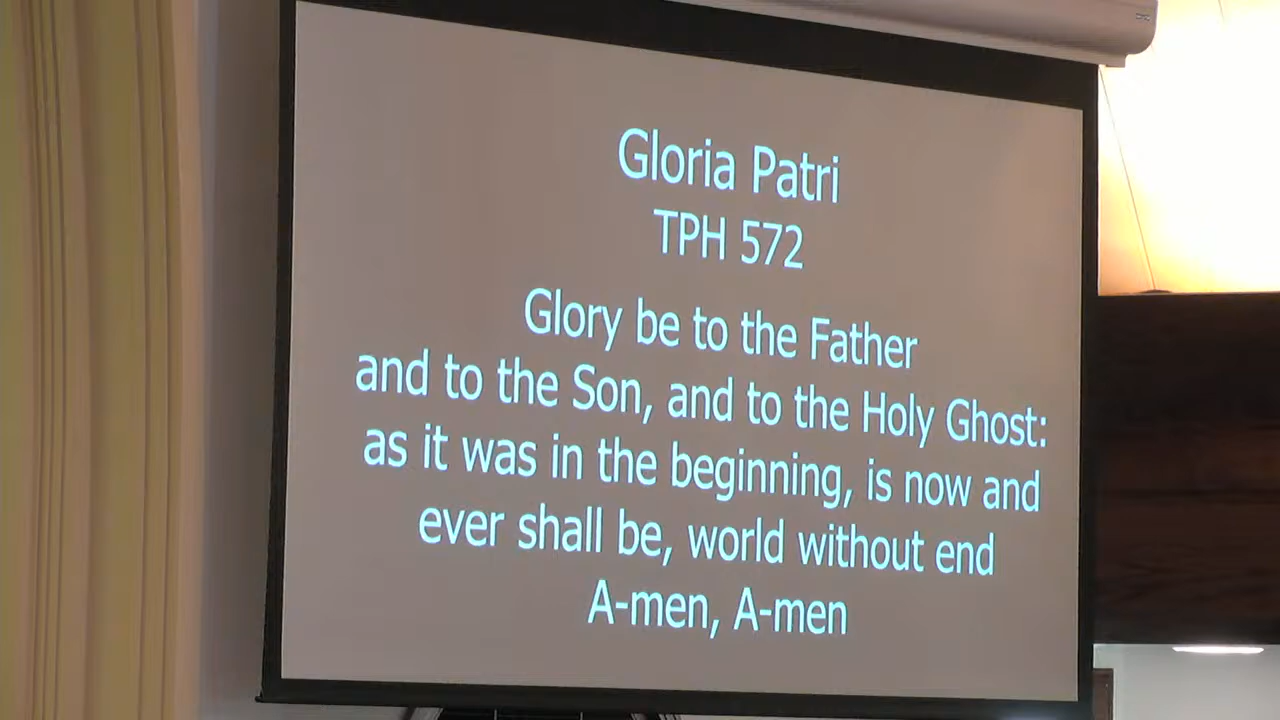 Gloria Patri
TPH 572
Glory be to the Father
and to the Son, and to the Holy Ghost:
as it was in the beginning, is now and
ever shall be, world without end
A-men, A-men